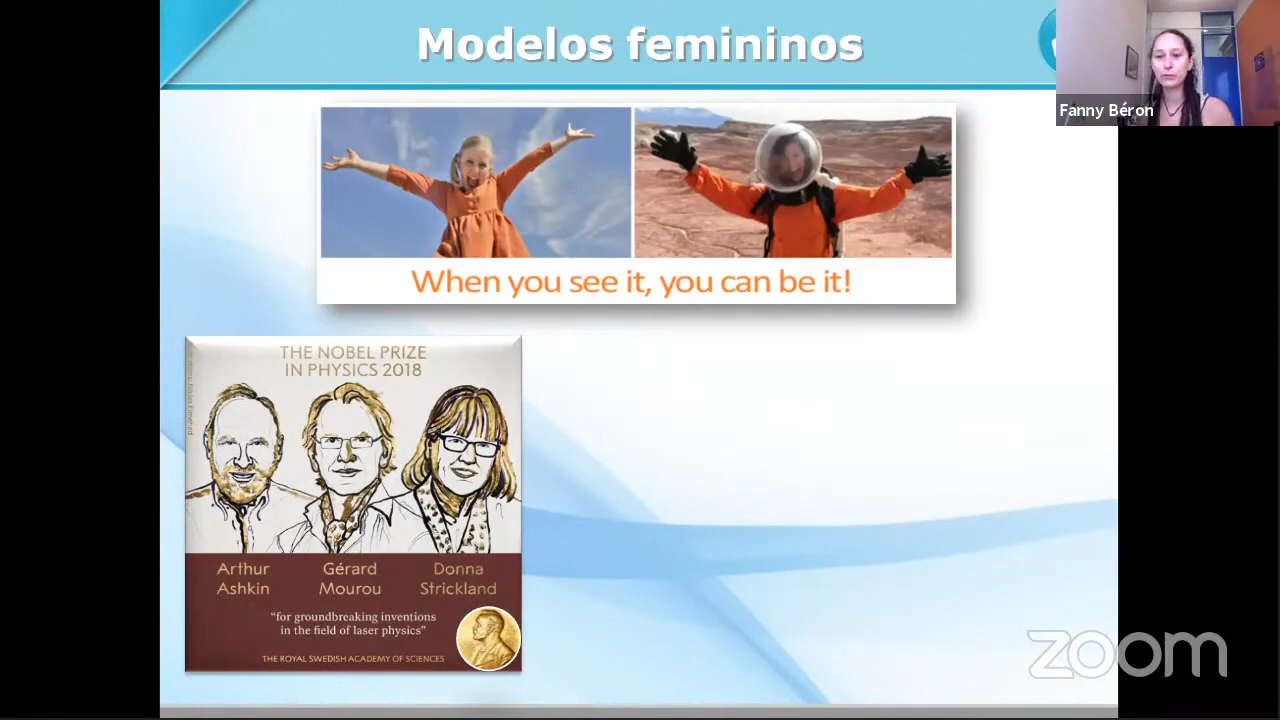 Modelos femininos
Fanny Béron
When you see it, you can be it!
THE NOBEL PRIZE
IN PHYSICS 2018
Arthur
Ashkin
Gérard
Mourou
Donna
Strickland
“for groundbreaking inventions
in the field of laser physics”
THE ROYAL SWEDISH ACADEMY OF SCIENCES
zoom